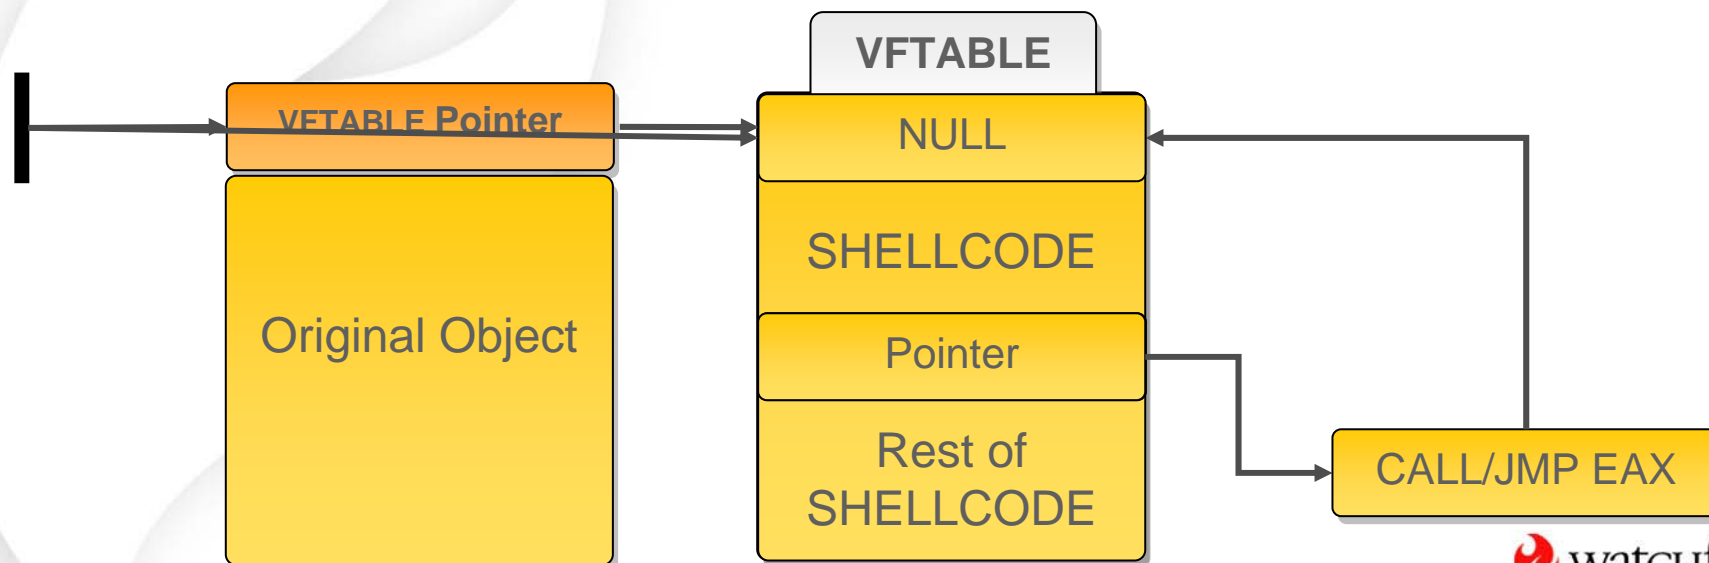 VFTABLE
VFTABLE Pointer
NULL
SHELLCODE
Original Object
Pointer
Rest of
SHELLCODE
CALL/JMP EAX